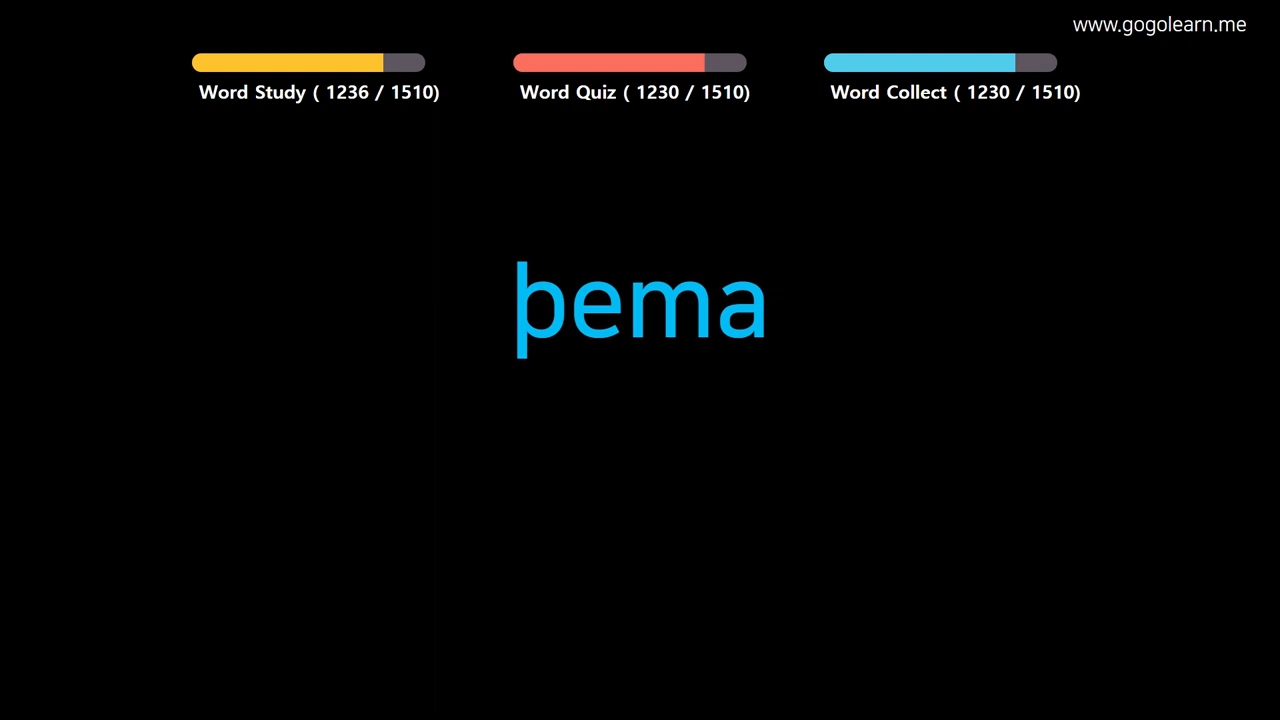 www.gogolearn.me
Word Study ( 1236 / 1510)
Word Quiz ( 1230 / 1510)
Word Collect ( 1230 / 1510)
þema